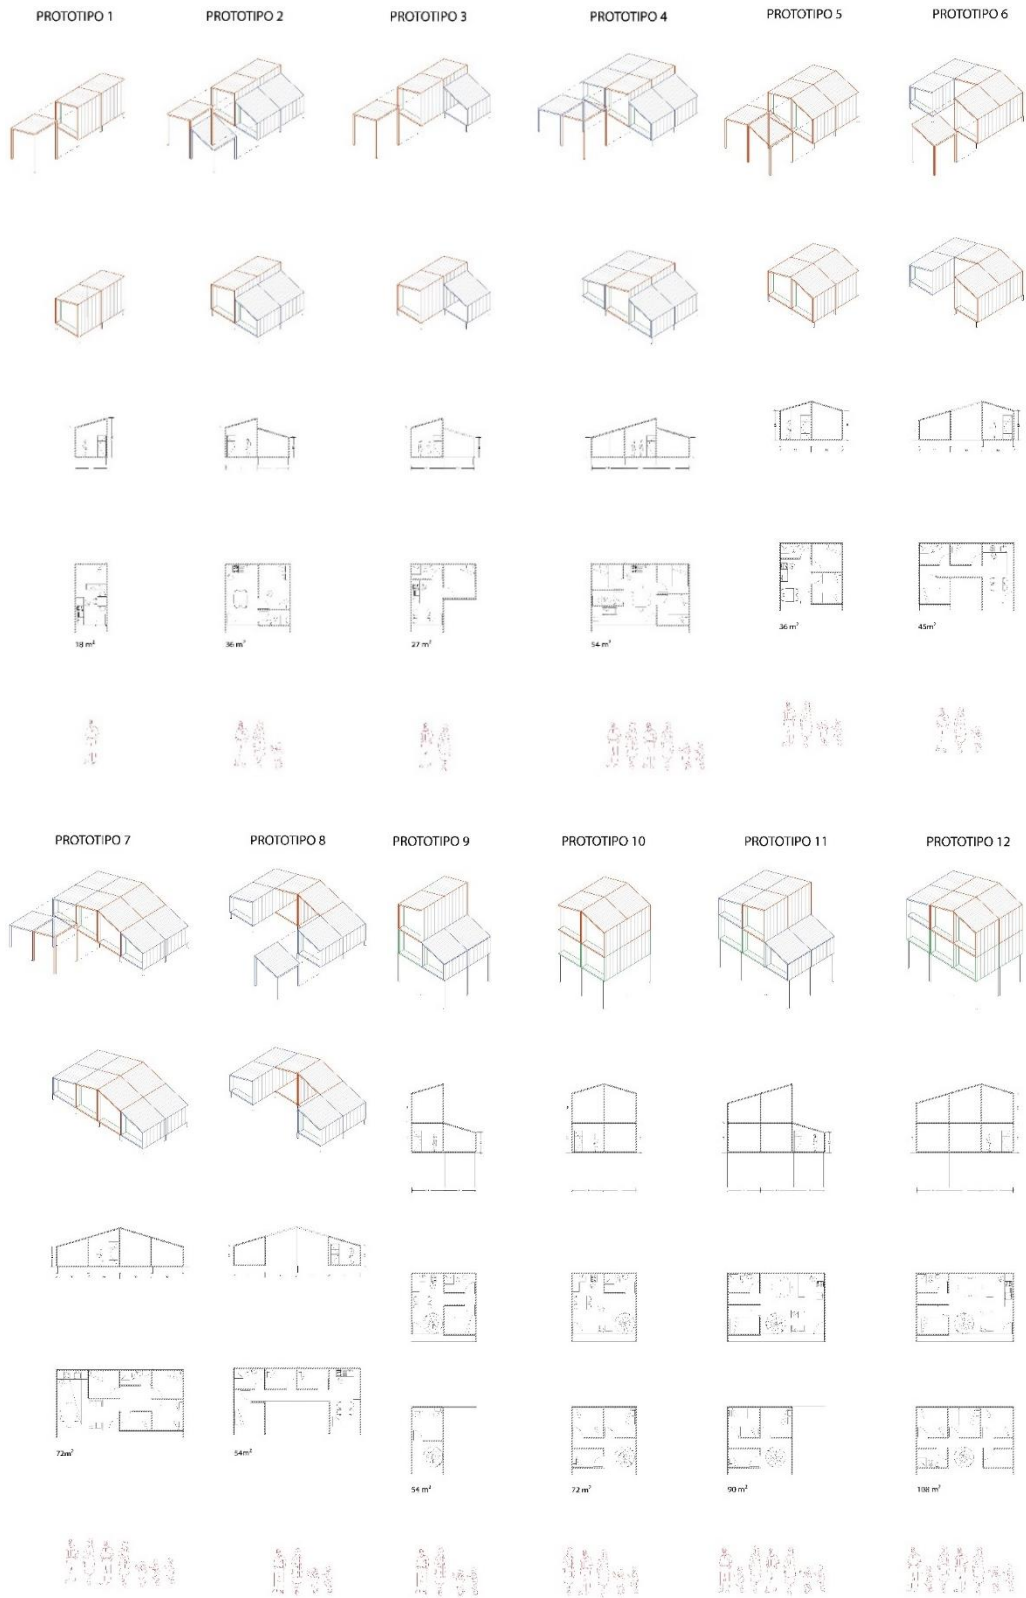 PROTOTIPO 1
PROTOTIPO 2
PROTOTIPO 3
PROTOTIPO 4
PROTOTIPO 5
PROTOTIPO 6
18 m²
36 m²
27 m²
54 m²
36 m²
45m²
PROTOTIPO 7
PROTOTIPO 8
PROTOTIPO 9
PROTOTIPO 10
PROTOTIPO 11
PROTOTIPO 12
72m²
54m²
54 m²
72 m²
90 m²
108 m²